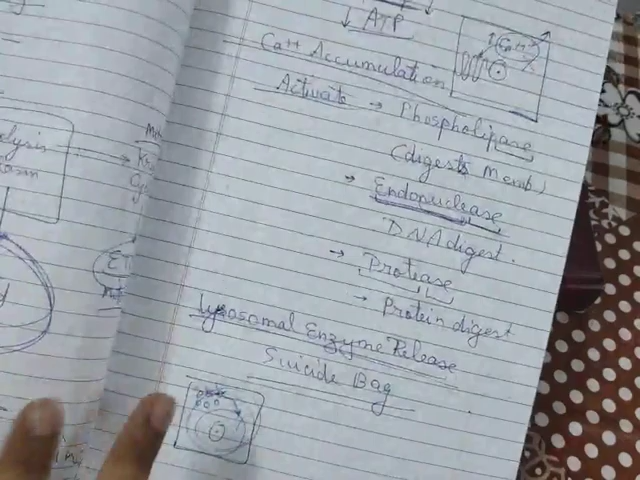 ↓ ATP
Ca++ Accumulation
Activate → Phospholipase
(digests Memb)
→ Endonuclease
DNA digest.
→ Protease
→ Protein digest
Lysosomal Enzyme Release
Suicide Bag